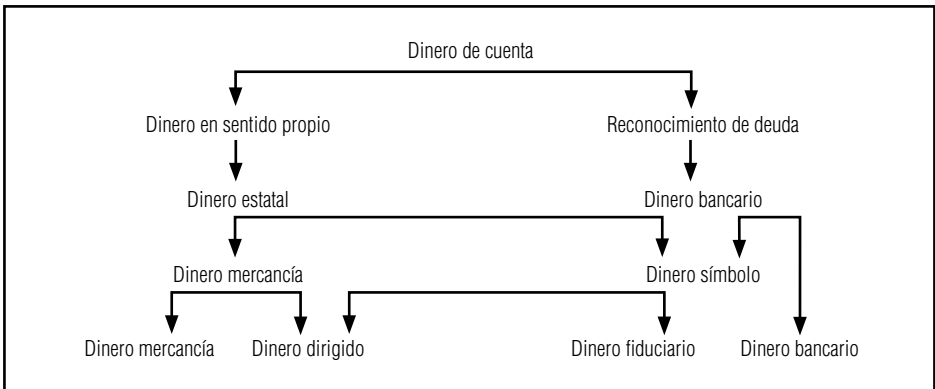 Dinero de cuenta
Dinero en sentido propio Reconocimiento de deuda
Dinero estatal Dinero bancario
Dinero mercancía Dinero símbolo
Dinero mercancía Dinero dirigido Dinero fiduciario Dinero bancario